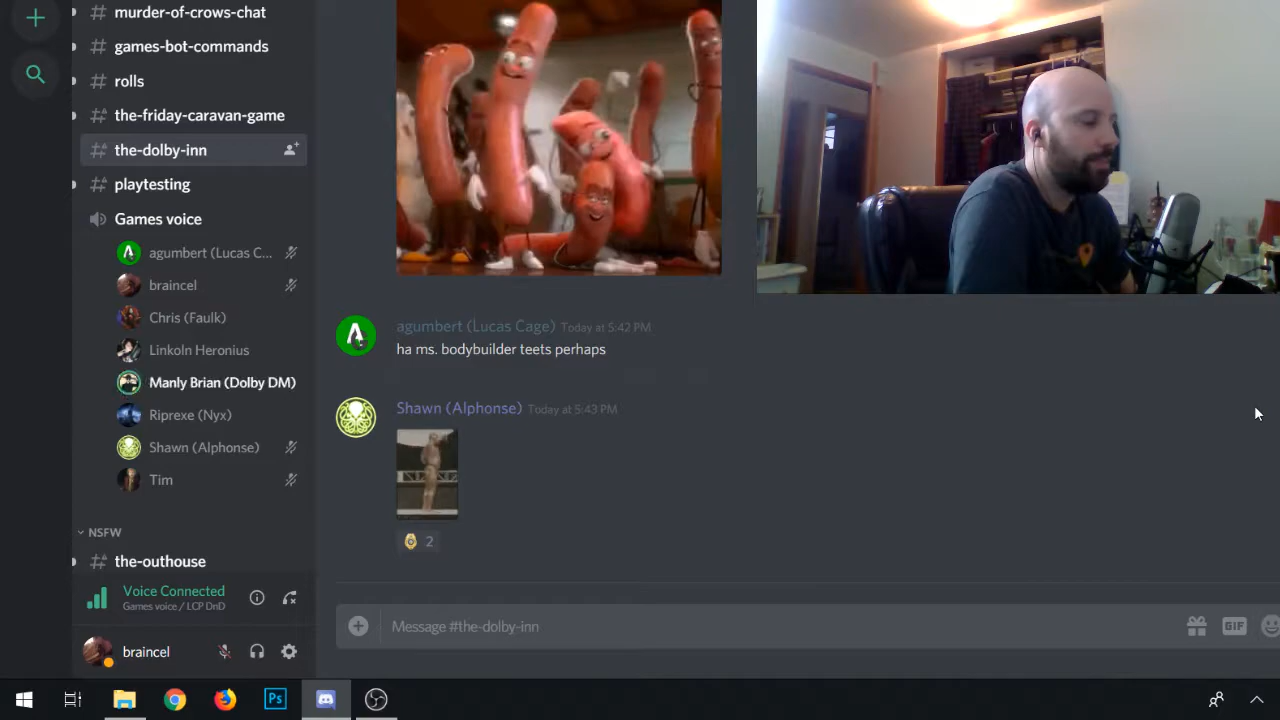 murder-of-crows-chat
games-bot-commands
rolls
the-friday-caravan-game
the-dolby-inn
playtesting
Games voice
agumbert (Lucas C...
braincel
Chris (Faulk)
Linkoln Heronius
Manly Brian (Dolby DM)
Riprexe (Nyx)
Shawn (Alphonse)
Tim
NSFW
the-outhouse
Voice Connected
Games voice / LCP DnD
braincel
agumbert (Lucas Cage) Today at 5:42 PM
ha ms. bodybuilder teets perhaps
Shawn (Alphonse) Today at 5:43 PM
2
Message #the-dolby-inn
GIF
Ps